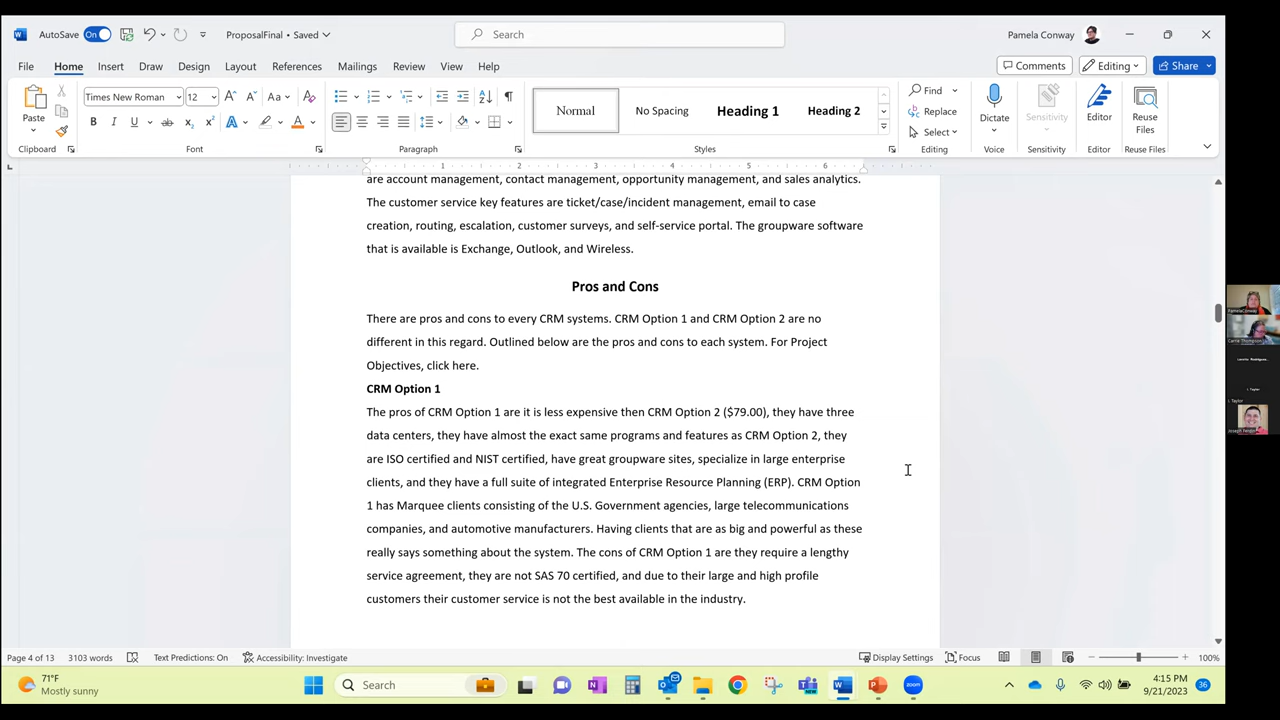 AutoSave On ProposalFinal • Saved Search Pamela Conway
File Home Insert Draw Design Layout References Mailings Review View Help Comments Editing Share
Paste
Times New Roman 12 Aa
Normal No Spacing Heading 1 Heading 2
Find
Replace
Select
Dictate Sensitivity Editor Reuse Files
Clipboard Font Paragraph Styles Editing Voice Sensitivity Editor Reuse Files
1 2 3 4 5 6
are account management, contact management, opportunity management, and sales analytics.
The customer service key features are ticket/case/incident management, email to case
creation, routing, escalation, customer surveys, and self-service portal. The groupware software
that is available is Exchange, Outlook, and Wireless.
Pros and Cons
There are pros and cons to every CRM systems. CRM Option 1 and CRM Option 2 are no
different in this regard. Outlined below are the pros and cons to each system. For Project
Objectives, click here.
CRM Option 1
The pros of CRM Option 1 are it is less expensive then CRM Option 2 ($79.00), they have three
data centers, they have almost the exact same programs and features as CRM Option 2, they
are ISO certified and NIST certified, have great groupware sites, specialize in large enterprise
clients, and they have a full suite of integrated Enterprise Resource Planning (ERP). CRM Option
1 has Marquee clients consisting of the U.S. Government agencies, large telecommunications
companies, and automotive manufacturers. Having clients that are as big and powerful as these
really says something about the system. The cons of CRM Option 1 are they require a lengthy
service agreement, they are not SAS 70 certified, and due to their large and high profile
customers their customer service is not the best available in the industry.
Page 4 of 13 3103 words Text Predictions: On Accessibility: Investigate Display Settings Focus 100%
71°F
Mostly sunny
Search
4:15 PM
9/21/2023
36